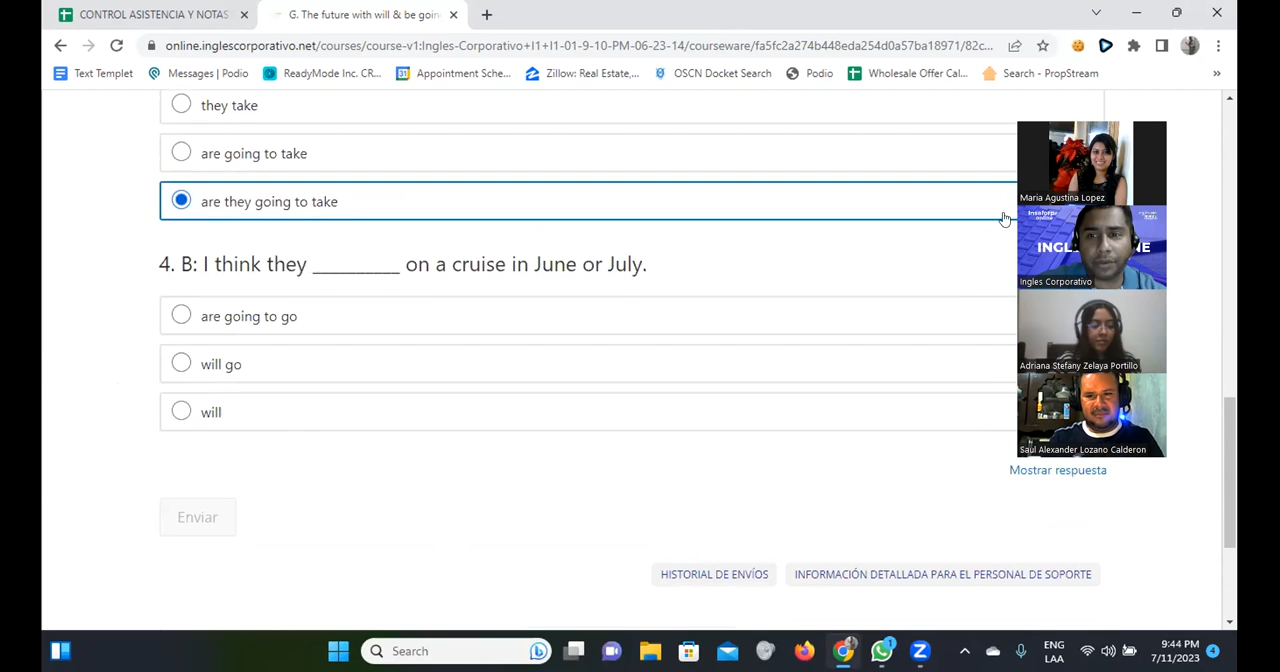 CONTROL ASISTENCIA Y NOTAS
G. The future with will & be goin
online.inglescorporativo.net/courses/course-v1:Ingles-Corporativo+I1+I1-01-9-10-PM-06-23-14/courseware/fa5fc2a274b448eda254d0a57ba18971/82c...
Text Templet
Messages | Podio
ReadyMode Inc. CR...
Appointment Sche...
Zillow: Real Estate,...
OSCN Docket Search
Podio
Wholesale Offer Cal...
Search - PropStream
they take
are going to take
are they going to take
4. B: I think they __________ on a cruise in June or July.
are going to go
will go
will
Maria Agustina Lopez
Ingles Corporativo
Adriana Stefany Zelaya Portillo
Saul Alexander Lozano Calderon
Mostrar respuesta
Enviar
HISTORIAL DE ENVÍOS
INFORMACIÓN DETALLADA PARA EL PERSONAL DE SOPORTE
Search
1
ENG
LAA
9:44 PM
7/11/2023
4